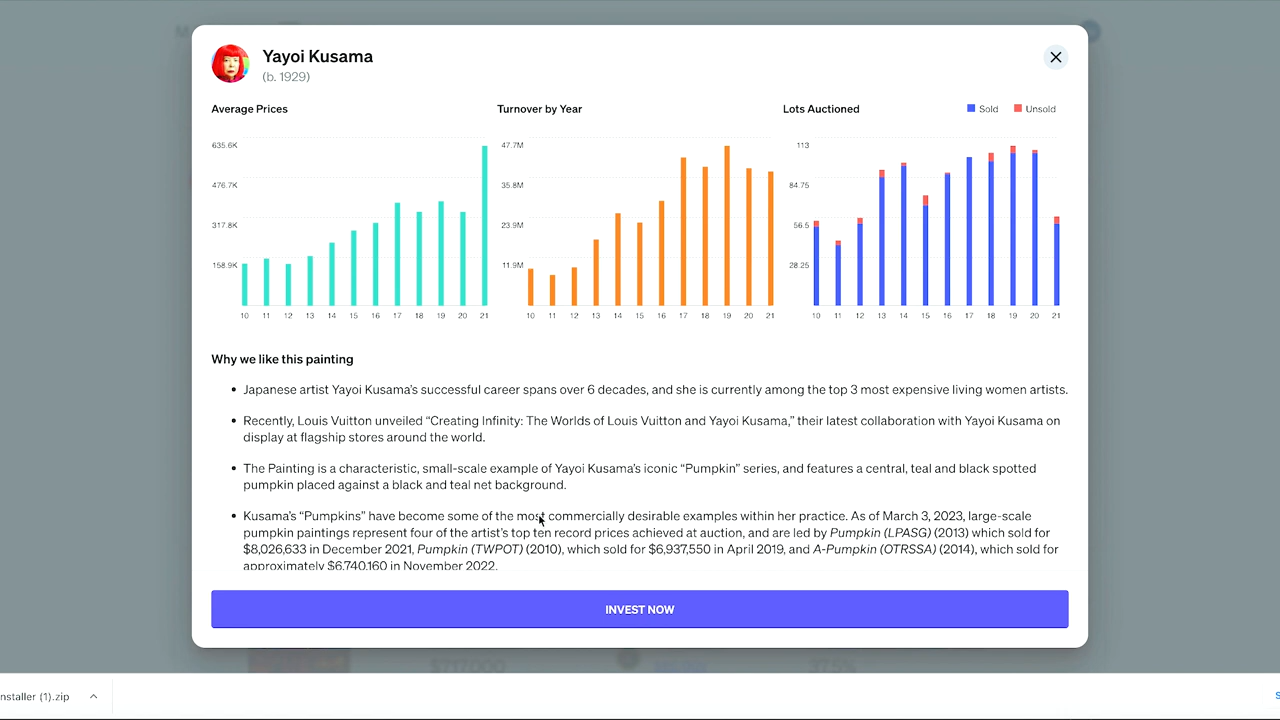 Yayoi Kusama
(b. 1929)
Average Prices
635.6K
476.7K
317.8K
158.9K
10 11 12 13 14 15 16 17 18 19 20 21
Turnover by Year
47.7M
35.8M
23.9M
11.9M
10 11 12 13 14 15 16 17 18 19 20 21
Lots Auctioned
Sold Unsold
113
84.75
56.5
28.25
10 11 12 13 14 15 16 17 18 19 20 21
Why we like this painting
• Japanese artist Yayoi Kusama's successful career spans over 6 decades, and she is currently among the top 3 most expensive living women artists.
• Recently, Louis Vuitton unveiled “Creating Infinity: The Worlds of Louis Vuitton and Yayoi Kusama,” their latest collaboration with Yayoi Kusama on
display at flagship stores around the world.
• The Painting is a characteristic, small-scale example of Yayoi Kusama's iconic “Pumpkin” series, and features a central, teal and black spotted
pumpkin placed against a black and teal net background.
• Kusama's “Pumpkins” have become some of the most commercially desirable examples within her practice. As of March 3, 2023, large-scale
pumpkin paintings represent four of the artist's top ten record prices achieved at auction, and are led by Pumpkin (LPASG) (2013) which sold for
$8,026,633 in December 2021, Pumpkin (TWPOT) (2010), which sold for $6,937,550 in April 2019, and A-Pumpkin (OTRSSA) (2014), which sold for
approximately $6,740,160 in November 2022.
INVEST NOW
nstaller (1).zip